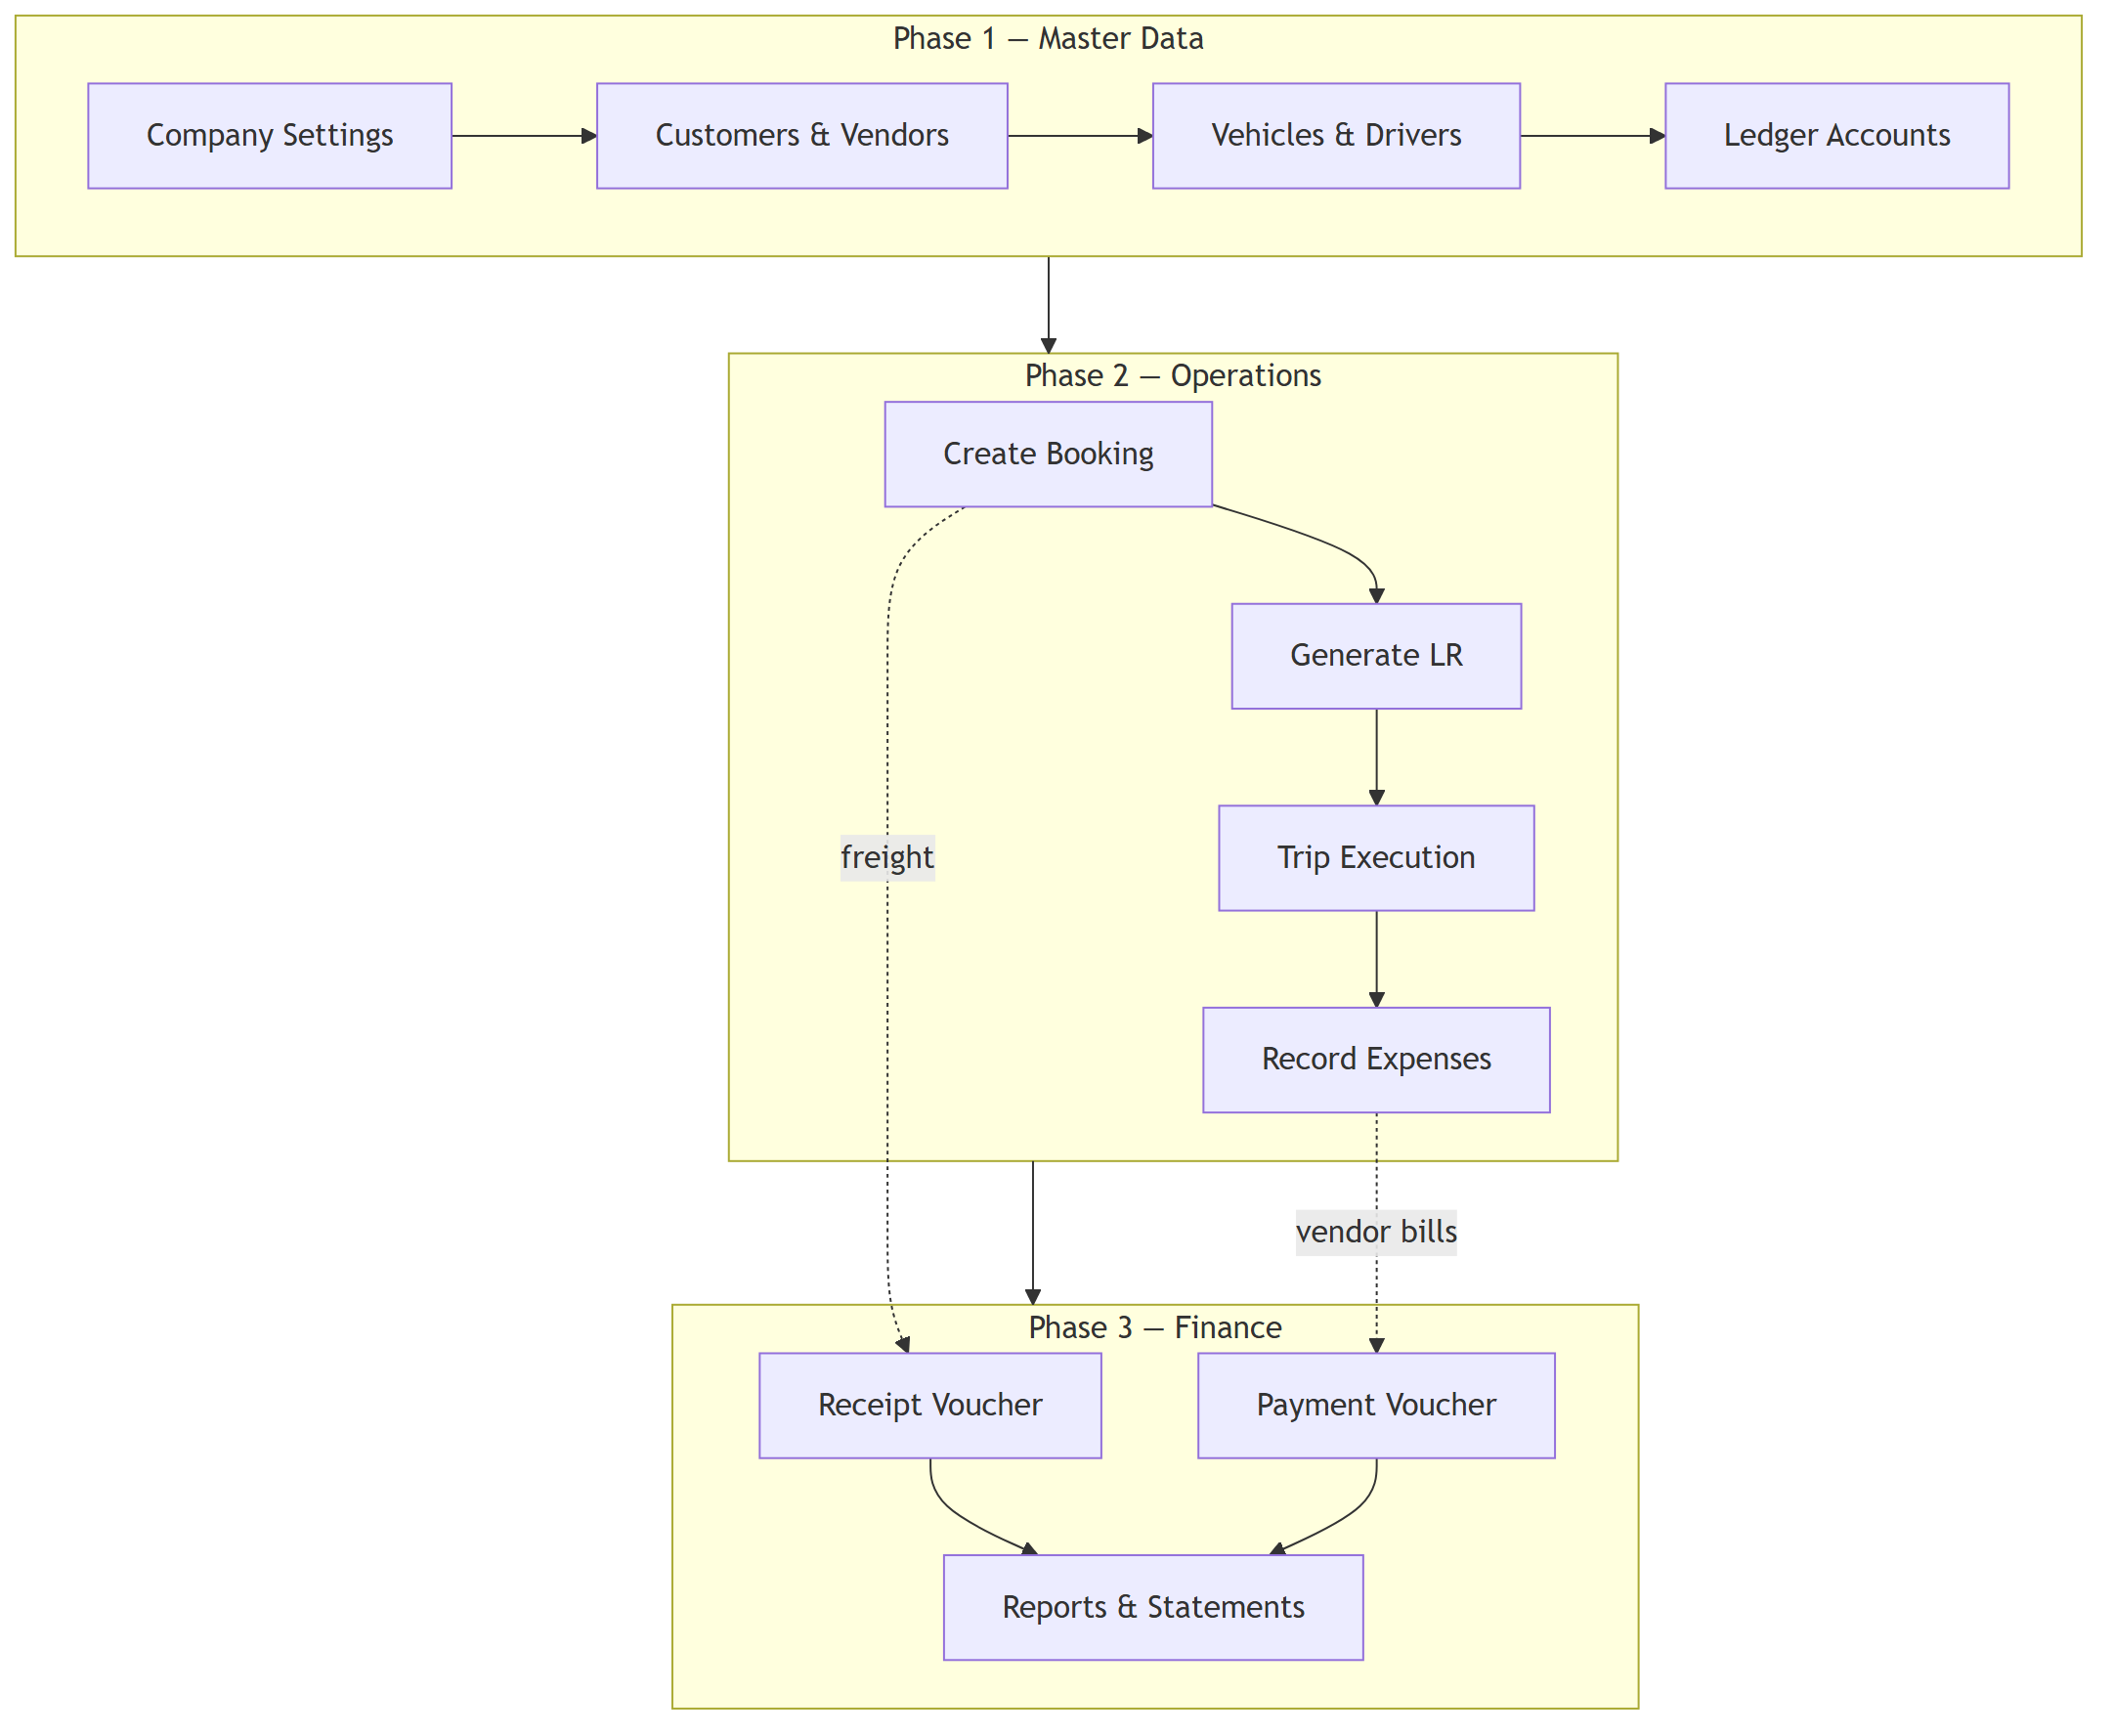 Phase 1 – Master Data
Company Settings
Customers & Vendors
Vehicles & Drivers
Ledger Accounts
Phase 2 – Operations
Create Booking
Generate LR
freight
Trip Execution
Record Expenses
vendor bills
Phase 3 – Finance
Receipt Voucher
Payment Voucher
Reports & Statements